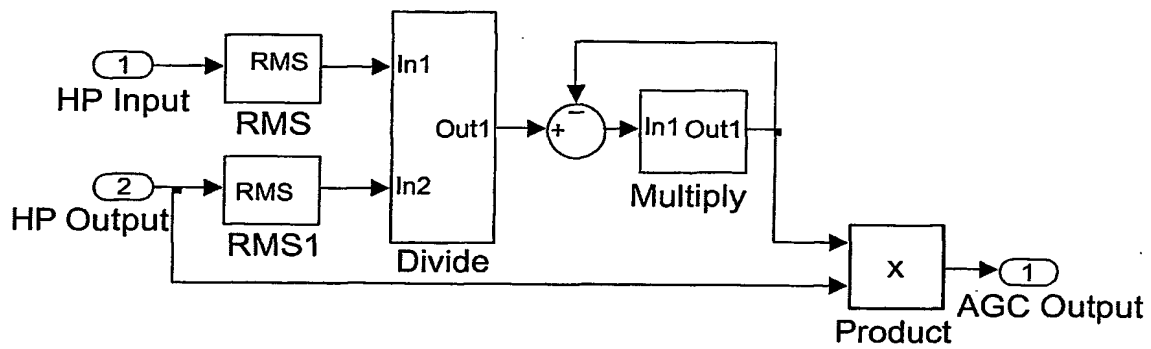 1
HP Input
RMS
RMS
2
HP Output
RMS
RMS1
In1
In2
Out1
Divide
+
−
In1 Out1
Multiply
x
Product
1
AGC Output